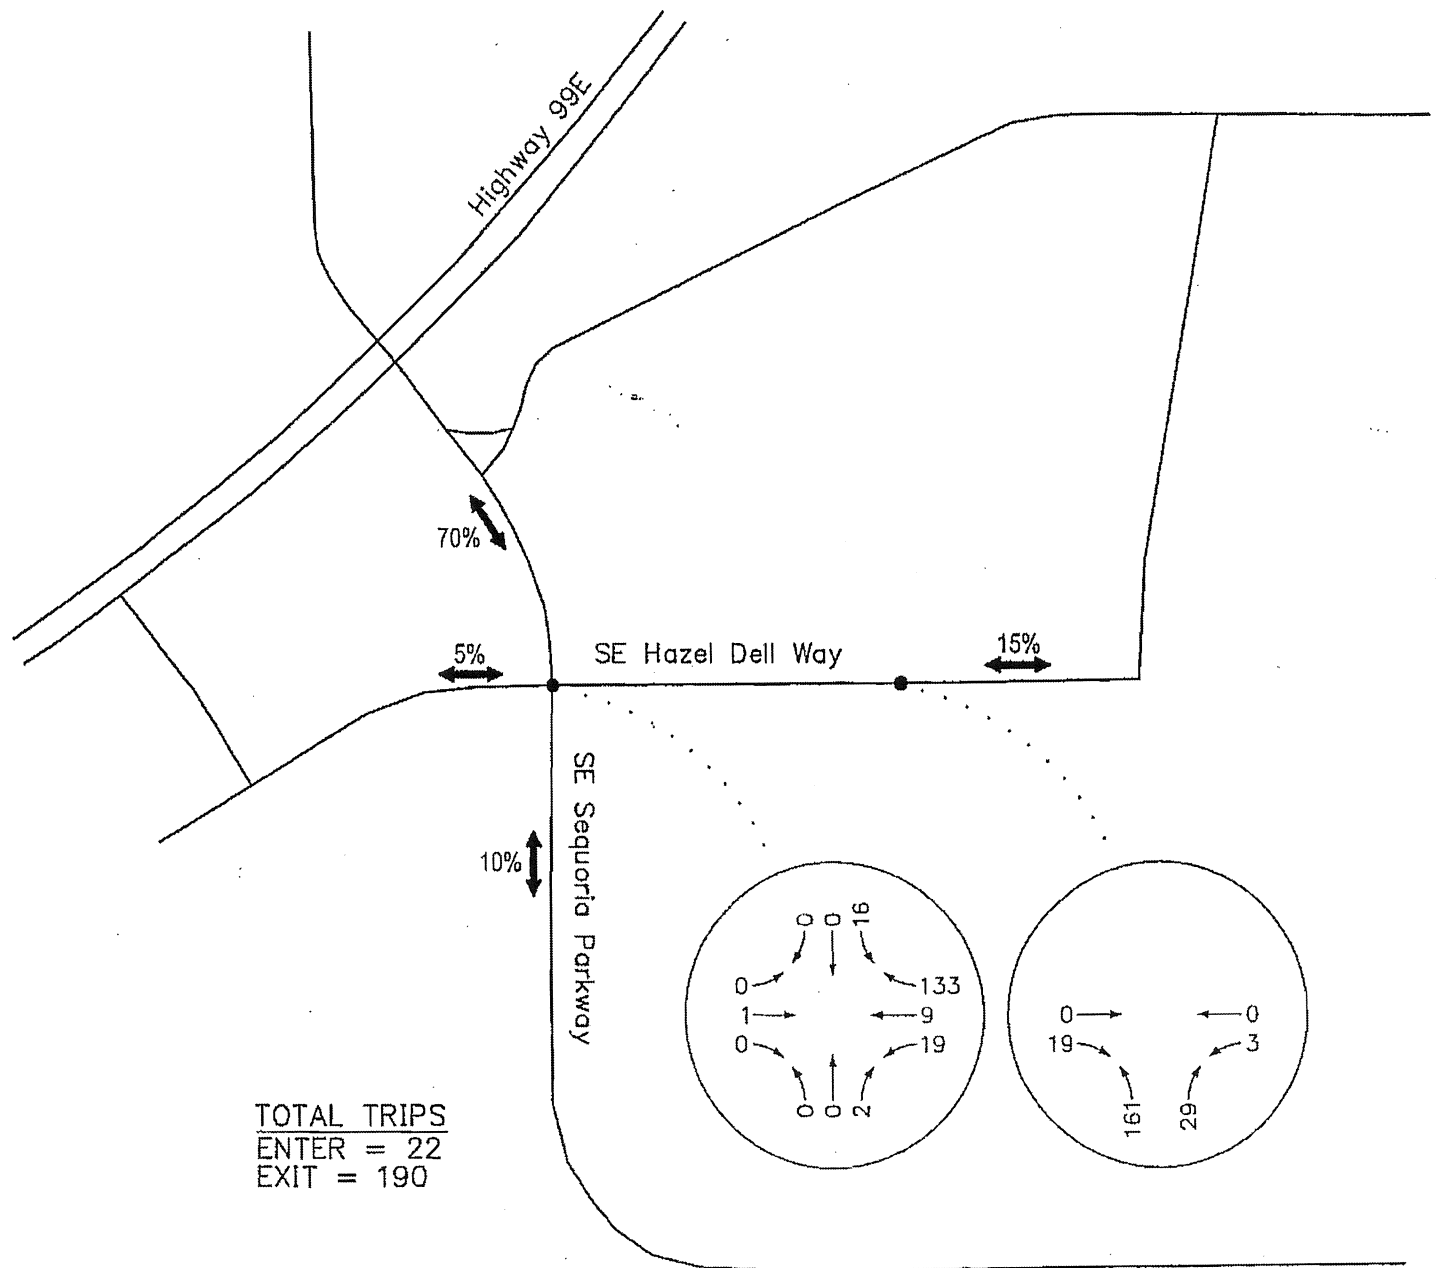 Highway 99E
70%
5%
SE Hazel Dell Way
15%
SE Sequoria Parkway
10%
0 0 16
0 133
1 9
0 19
0 0 2
0 0
19 3
161 29
TOTAL TRIPS
ENTER = 22
EXIT = 190